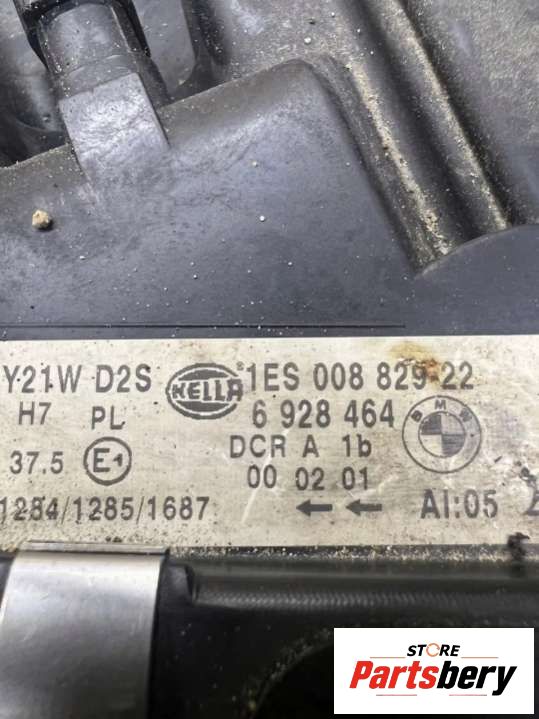 Y21W D2S HELLA ® 1ES 008 829-22
H7 PL 6 928 464 BMW
37.5 E1 DCR A 1b
00 02 01
1284/1285/1687 ← ← AI:05
STORE
Partsbery